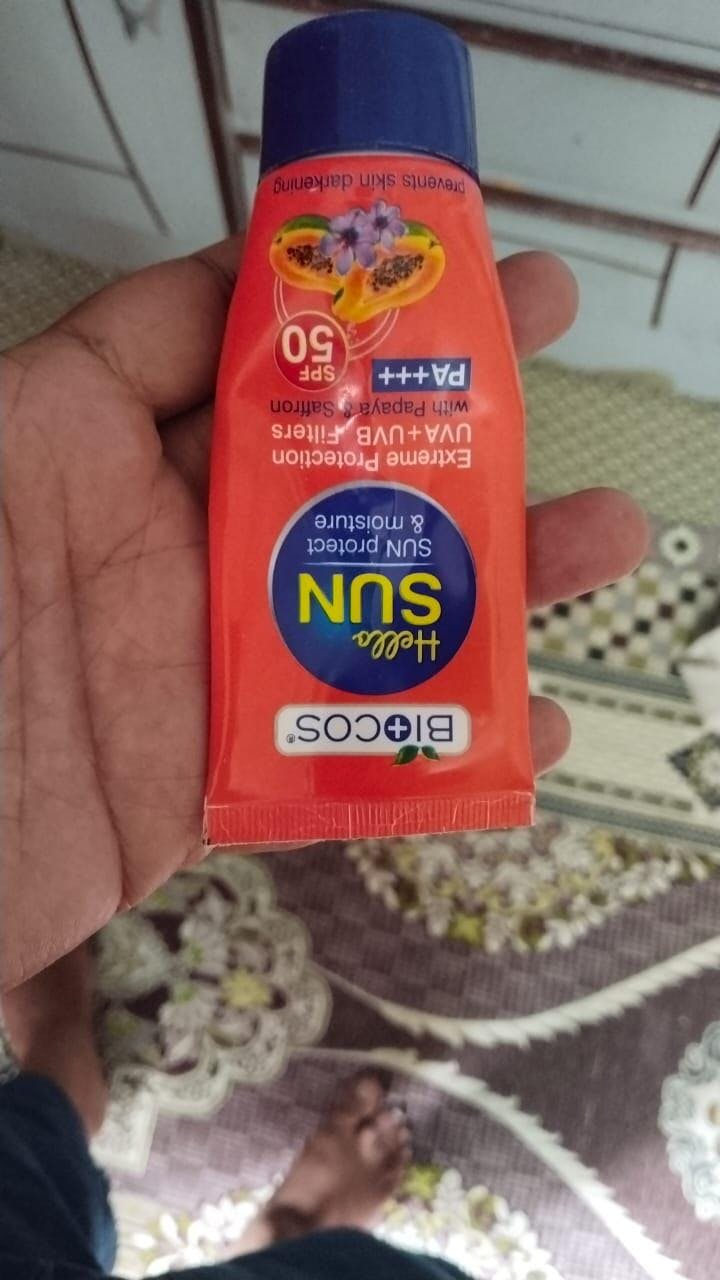 BIOCOS®
Hello
SUN
SUN protect
& moisture
Extreme Protection
UVA+UVB Filters
with Papaya & Saffron
PA+++
SPF
50
prevents skin darkening